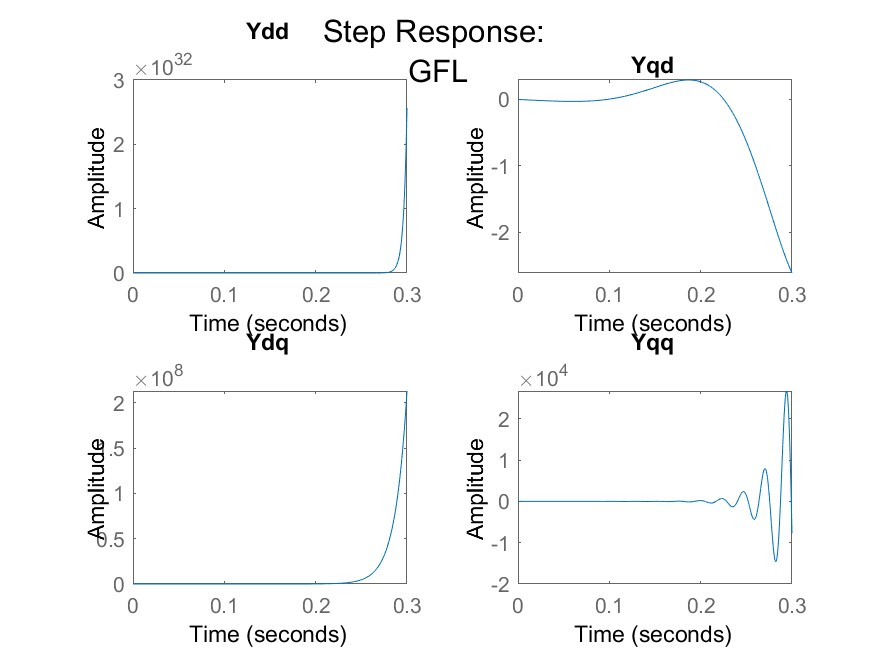 Step Response:
GFL
Ydd
×10^32
3
2
1
0
Amplitude
0 0.1 0.2 0.3
Time (seconds)
Yqd
0
-1
-2
Amplitude
0 0.1 0.2 0.3
Time (seconds)
Ydq
×10^8
2
1.5
1
0.5
0
Amplitude
0 0.1 0.2 0.3
Time (seconds)
Yqq
×10^4
2
1
0
-1
-2
Amplitude
0 0.1 0.2 0.3
Time (seconds)